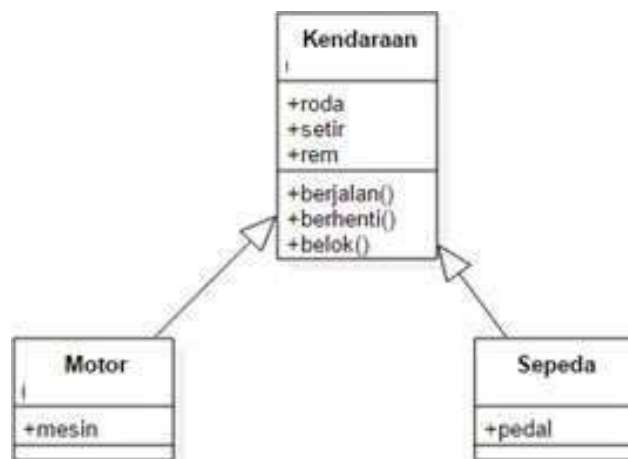 Kendaraan
+roda
+setir
+rem
+berjalan()
+berhenti()
+belok()
Motor
+mesin
Sepeda
+pedal